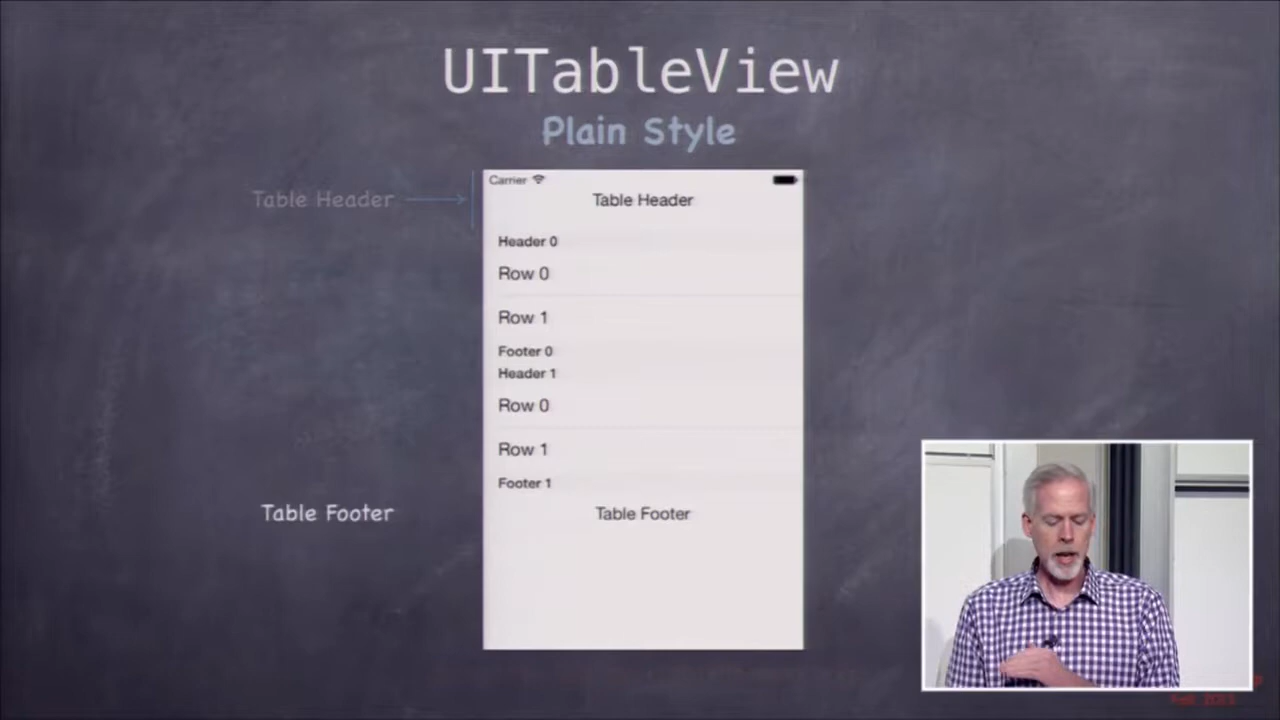 UITableView
Plain Style
Carrier
Table Header
Table Header
Header 0
Row 0
Row 1
Footer 0
Header 1
Row 0
Row 1
Footer 1
Table Footer
Table Footer